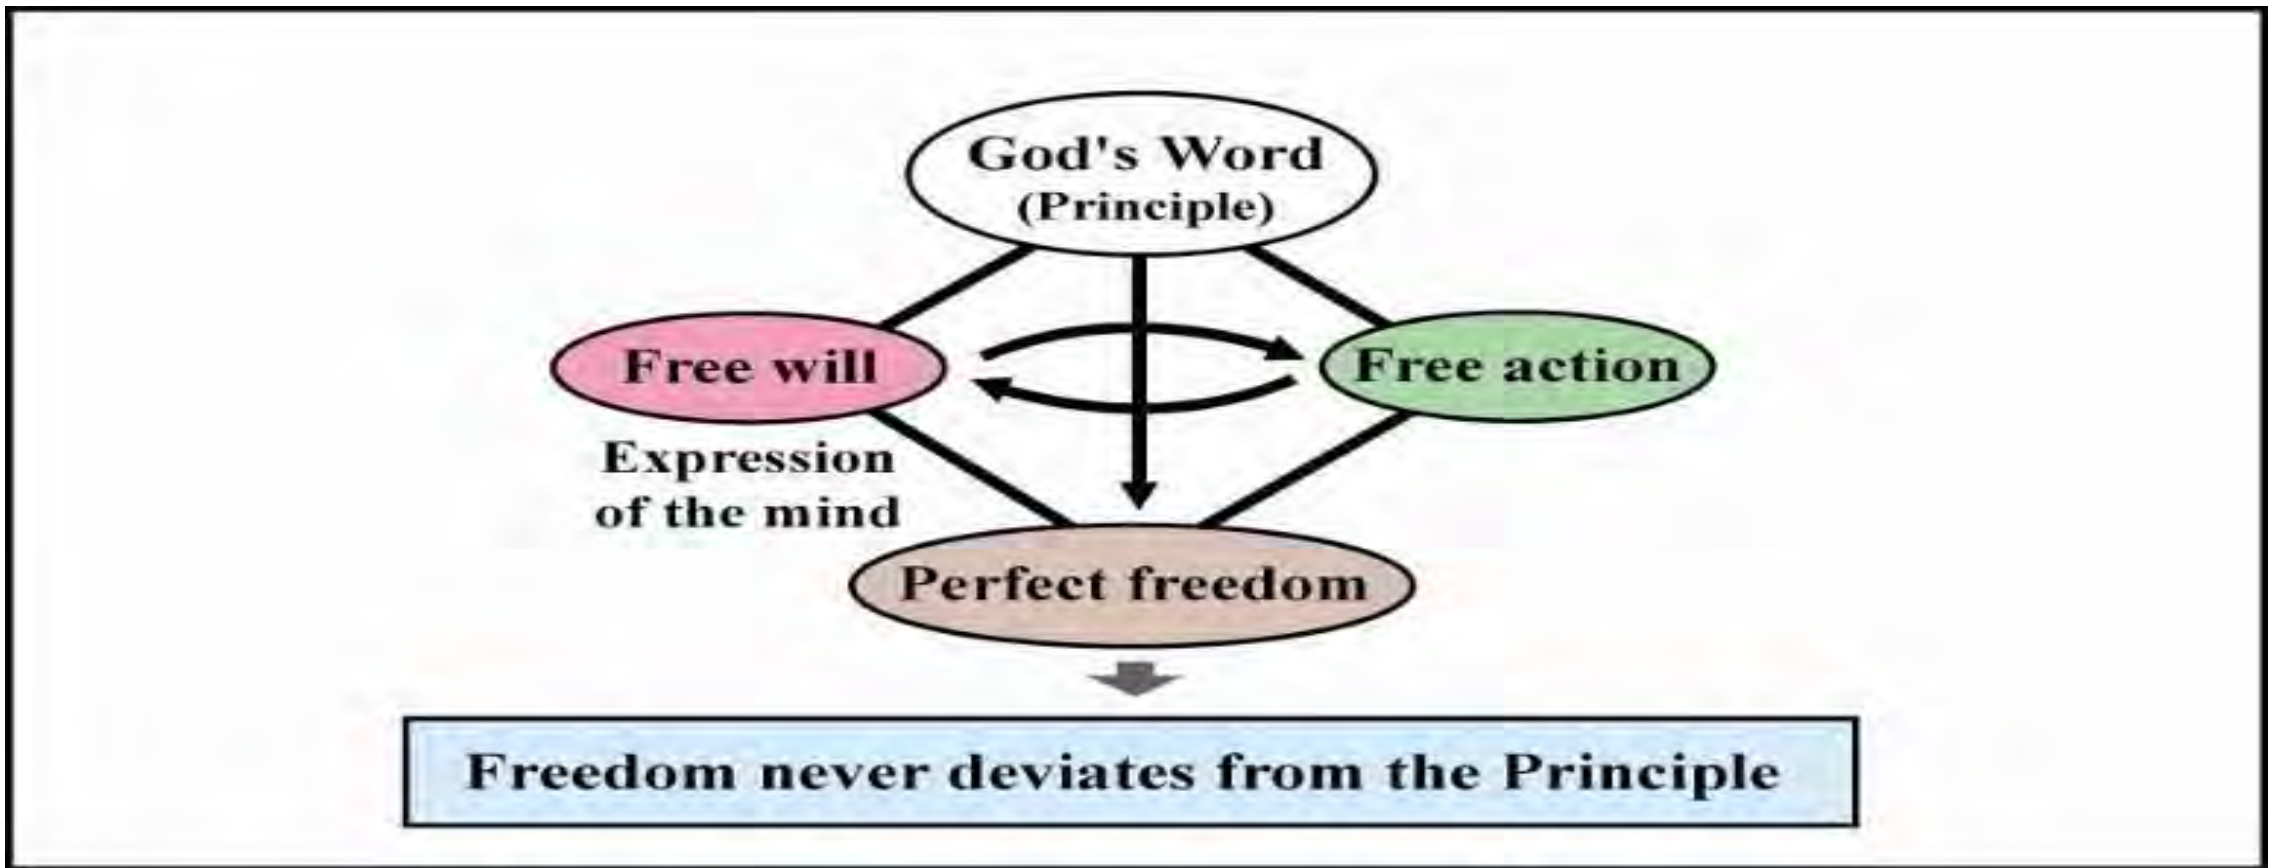 God's Word
(Principle)
Free will
Free action
Expression
of the mind
Perfect freedom
Freedom never deviates from the Principle